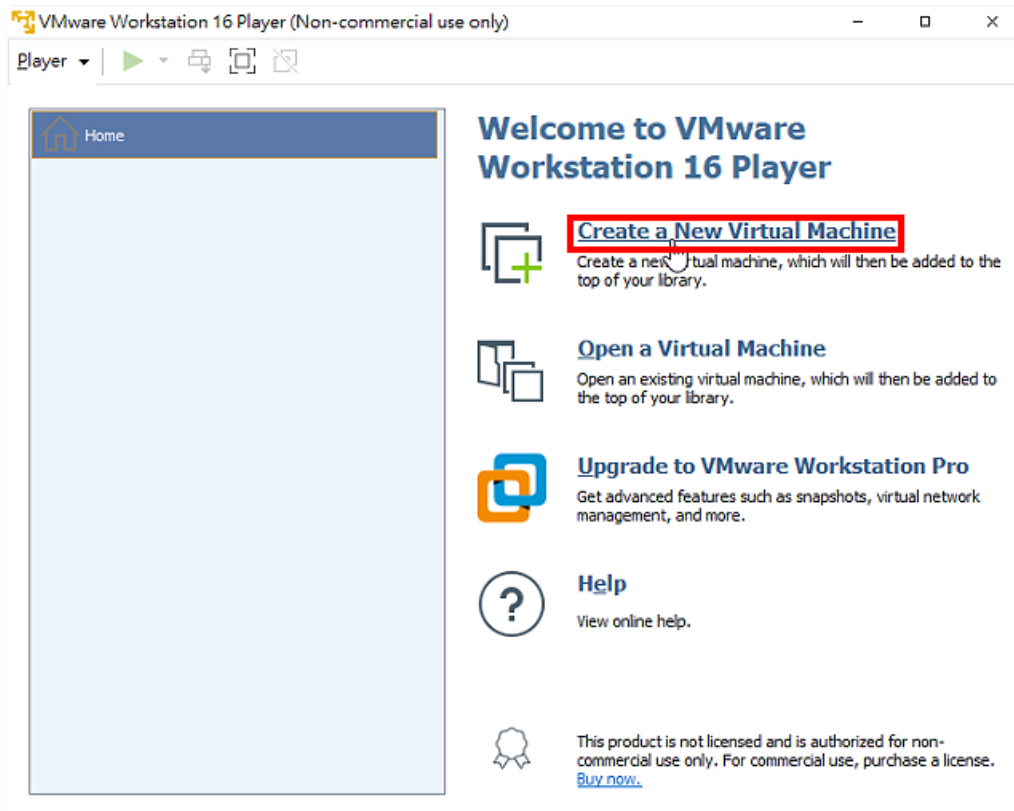 VMware Workstation 16 Player (Non-commercial use only)
Player
Home
Welcome to VMware
Workstation 16 Player
Create a New Virtual Machine
Create a new virtual machine, which will then be added to the
top of your library.
Open a Virtual Machine
Open an existing virtual machine, which will then be added to
the top of your library.
Upgrade to VMware Workstation Pro
Get advanced features such as snapshots, virtual network
management, and more.
Help
?
View online help.
This product is not licensed and is authorized for non-
commercial use only. For commercial use, purchase a license.
Buy now.